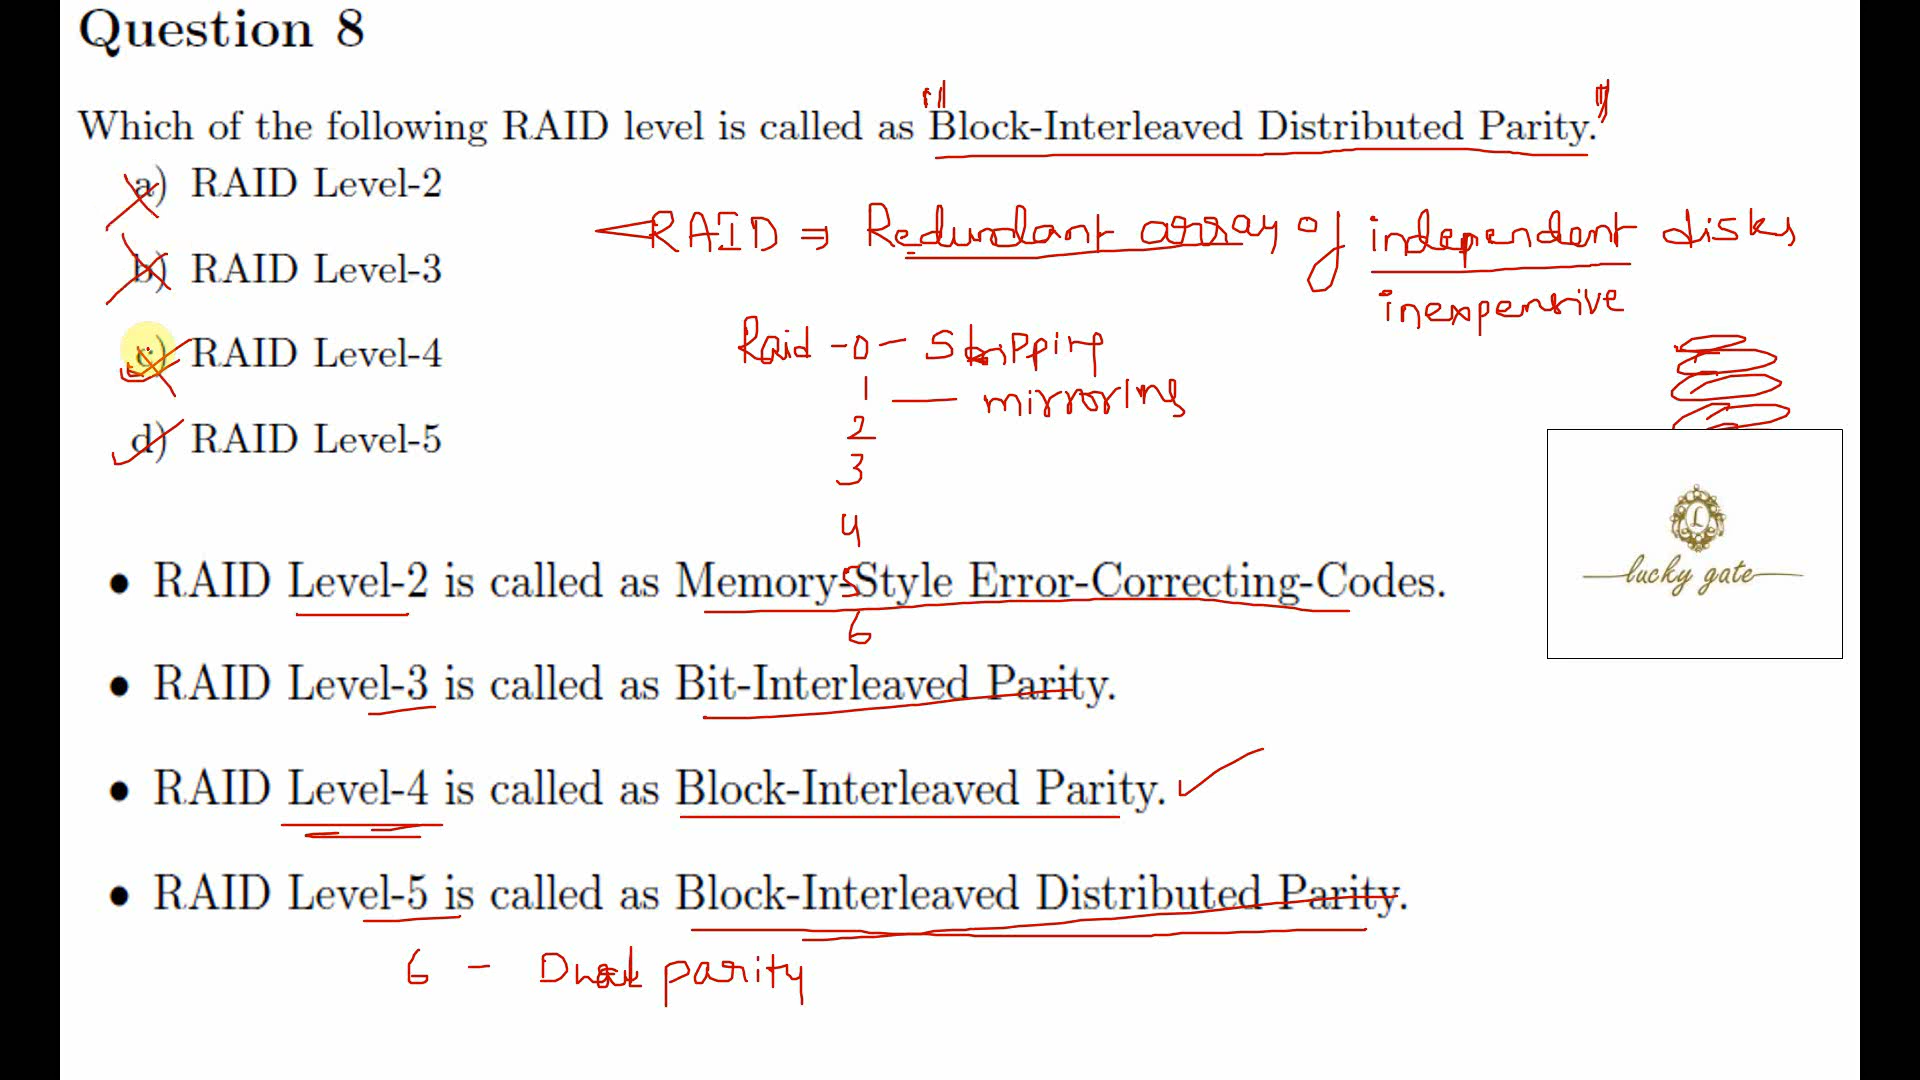 Question 8
Which of the following RAID level is called as "Block-Interleaved Distributed Parity."
a) RAID Level-2
RAID ⇒ Redundant array of independent disks
b) RAID Level-3
inexpensive
Raid - 0 - Stripping
c) RAID Level-4
1 — mirroring
2
d) RAID Level-5
3
4
• RAID Level-2 is called as Memory-Style Error-Correcting-Codes.
5
6
• RAID Level-3 is called as Bit-Interleaved Parity.
• RAID Level-4 is called as Block-Interleaved Parity.
• RAID Level-5 is called as Block-Interleaved Distributed Parity.
6 - Dual parity
L
lucky gate